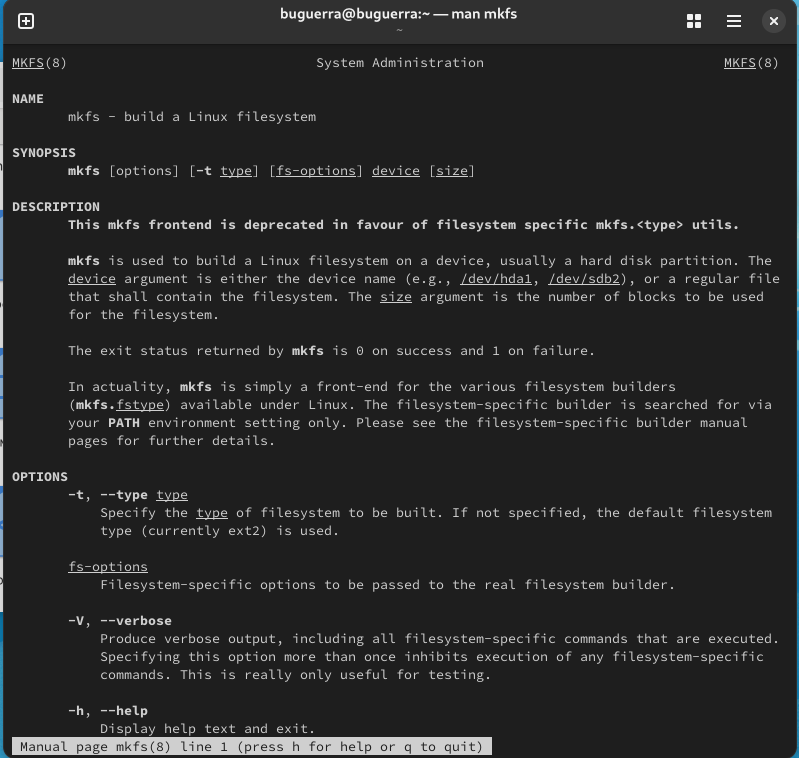 buguerra@buguerra:~ — man mkfs
~
MKFS(8) System Administration MKFS(8)
NAME
mkfs - build a Linux filesystem
SYNOPSIS
mkfs [options] [-t type] [fs-options] device [size]
DESCRIPTION
This mkfs frontend is deprecated in favour of filesystem specific mkfs.<type> utils.
mkfs is used to build a Linux filesystem on a device, usually a hard disk partition. The
device argument is either the device name (e.g., /dev/hda1, /dev/sdb2), or a regular file
that shall contain the filesystem. The size argument is the number of blocks to be used
for the filesystem.
The exit status returned by mkfs is 0 on success and 1 on failure.
In actuality, mkfs is simply a front-end for the various filesystem builders
(mkfs.fstype) available under Linux. The filesystem-specific builder is searched for via
your PATH environment setting only. Please see the filesystem-specific builder manual
pages for further details.
OPTIONS
-t, --type type
Specify the type of filesystem to be built. If not specified, the default filesystem
type (currently ext2) is used.
fs-options
Filesystem-specific options to be passed to the real filesystem builder.
-V, --verbose
Produce verbose output, including all filesystem-specific commands that are executed.
Specifying this option more than once inhibits execution of any filesystem-specific
commands. This is really only useful for testing.
-h, --help
Display help text and exit.
Manual page mkfs(8) line 1 (press h for help or q to quit)